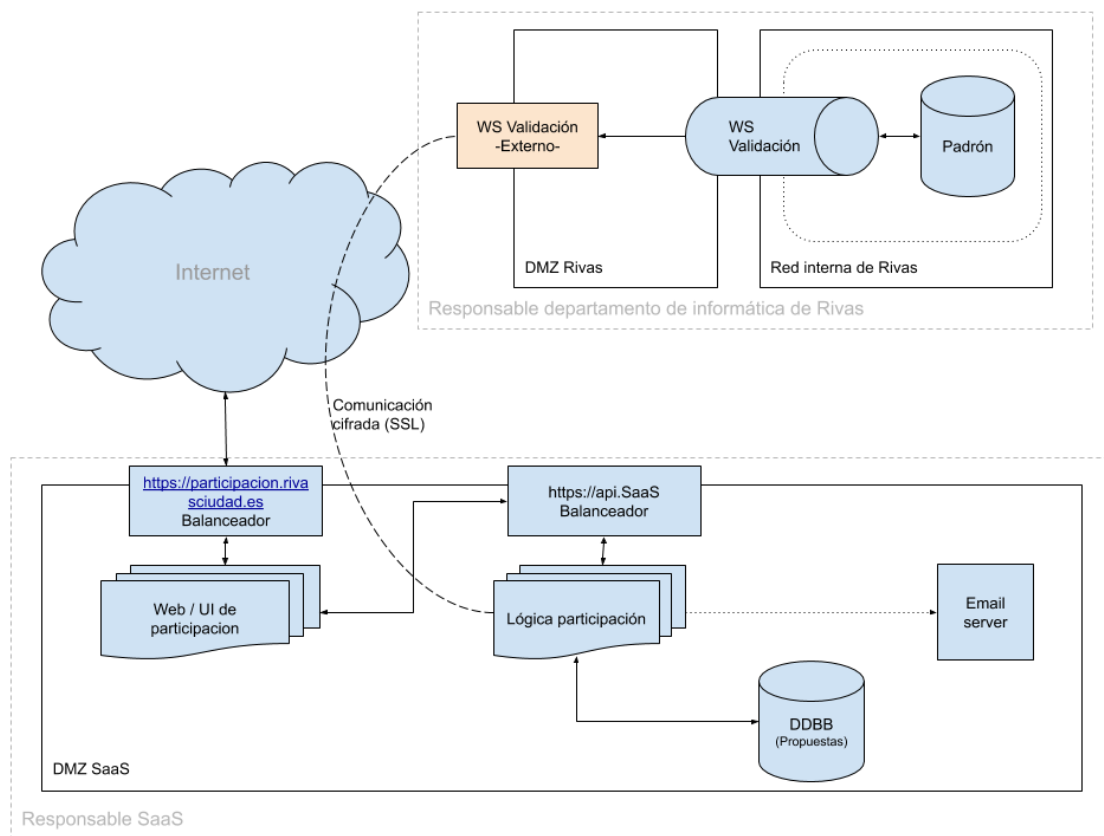 WS Validación
-Externo-
WS
Validación
Padrón
DMZ Rivas
Red interna de Rivas
Responsable departamento de informática de Rivas
Internet
Comunicación
cifrada (SSL)
https://participacion.riva
sciudad.es
Balanceador
https://api.SaaS
Balanceador
Web / UI de
participacion
Lógica participación
Email
server
DDBB
(Propuestas)
DMZ SaaS
Responsable SaaS